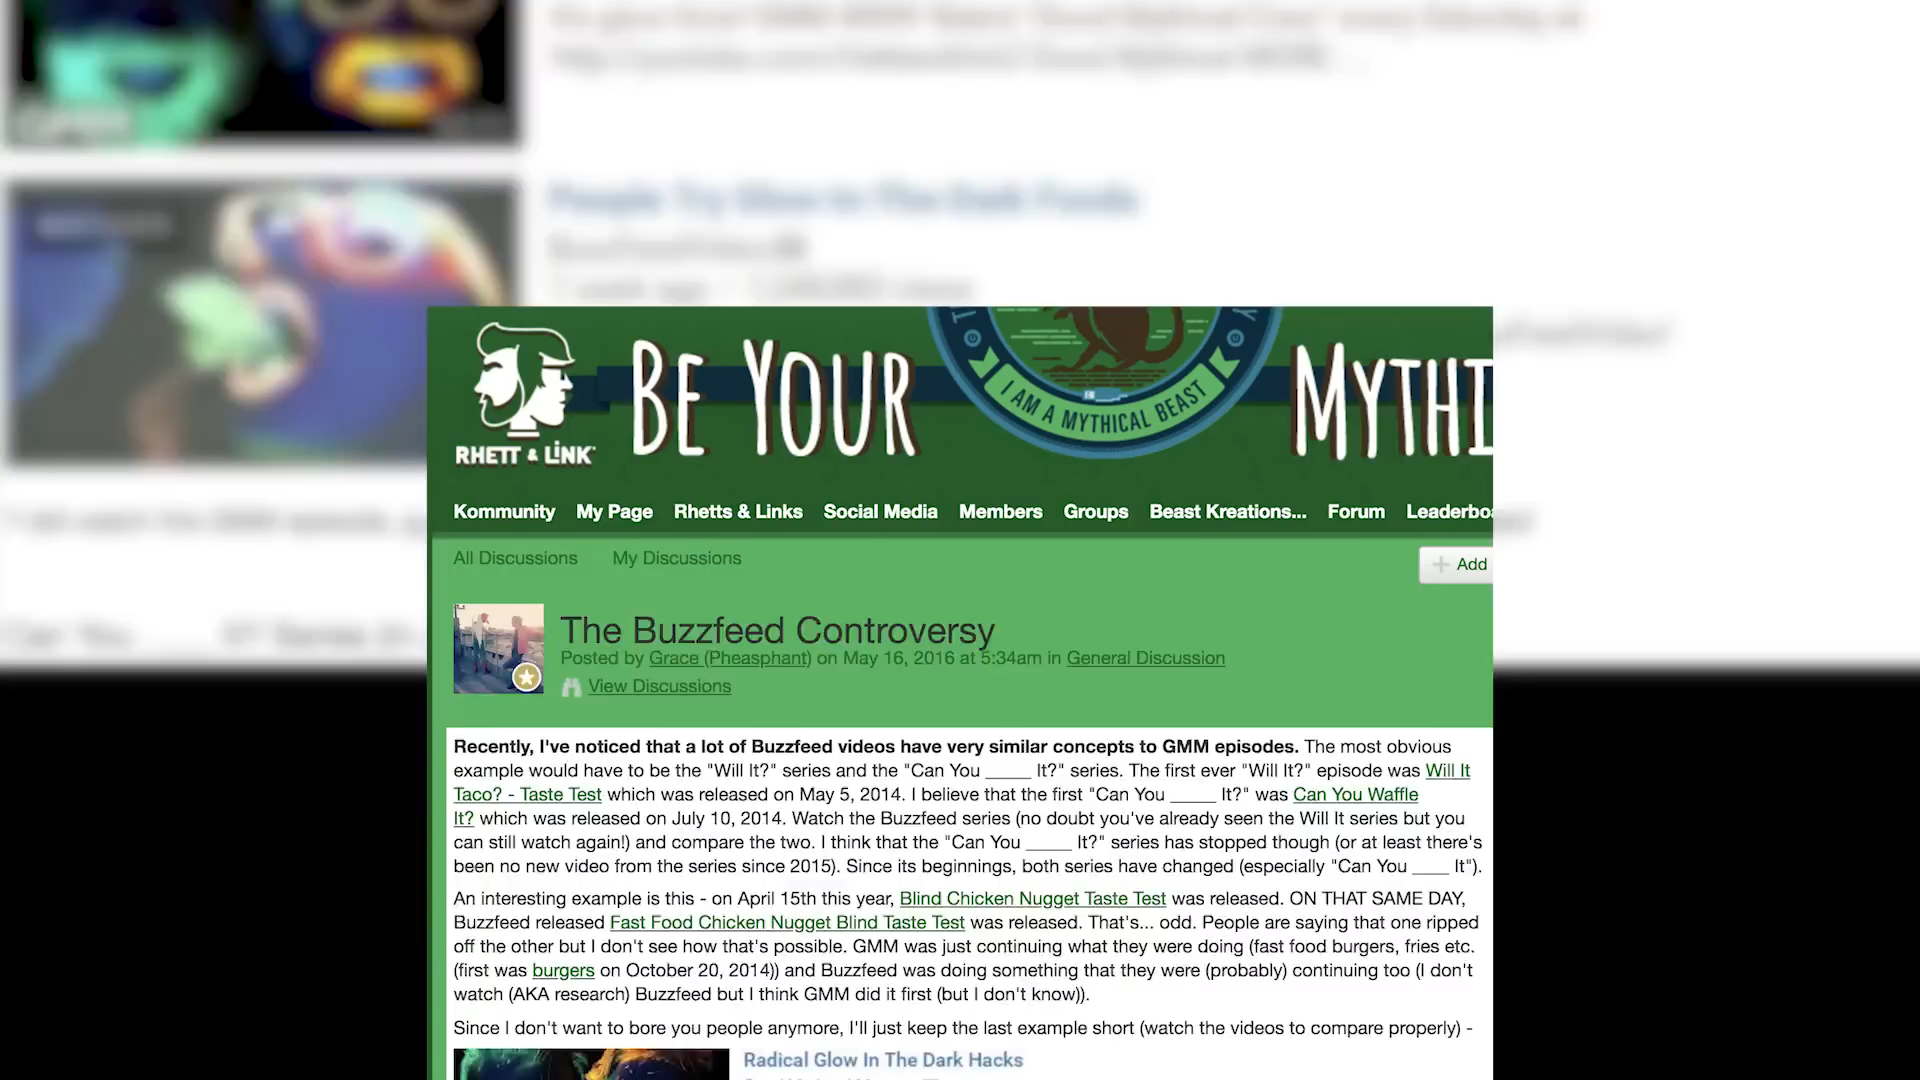 People Try Glow In The Dark Foods
RHETT & LINK
BE YOUR
I AM A MYTHICAL BEAST
MYTHI
Kommunity My Page Rhetts & Links Social Media Members Groups Beast Kreations... Forum Leaderboa
All Discussions My Discussions
+ Add
The Buzzfeed Controversy
Posted by Grace (Pheasphant) on May 16, 2016 at 5:34am in General Discussion
View Discussions
Recently, I've noticed that a lot of Buzzfeed videos have very similar concepts to GMM episodes. The most obvious
example would have to be the "Will It?" series and the "Can You _____ It?" series. The first ever "Will It?" episode was Will It
Taco? - Taste Test which was released on May 5, 2014. I believe that the first "Can You _____ It?" was Can You Waffle
It? which was released on July 10, 2014. Watch the Buzzfeed series (no doubt you've already seen the Will It series but you
can still watch again!) and compare the two. I think that the "Can You _____ It?" series has stopped though (or at least there's
been no new video from the series since 2015). Since its beginnings, both series have changed (especially "Can You ____ It").
An interesting example is this - on April 15th this year, Blind Chicken Nugget Taste Test was released. ON THAT SAME DAY,
Buzzfeed released Fast Food Chicken Nugget Blind Taste Test was released. That's... odd. People are saying that one ripped
off the other but I don't see how that's possible. GMM was just continuing what they were doing (fast food burgers, fries etc.
(first was burgers on October 20, 2014)) and Buzzfeed was doing something that they were (probably) continuing too (I don't
watch (AKA research) Buzzfeed but I think GMM did it first (but I don't know)).
Since I don't want to bore you people anymore, I'll just keep the last example short (watch the videos to compare properly) -
Radical Glow In The Dark Hacks